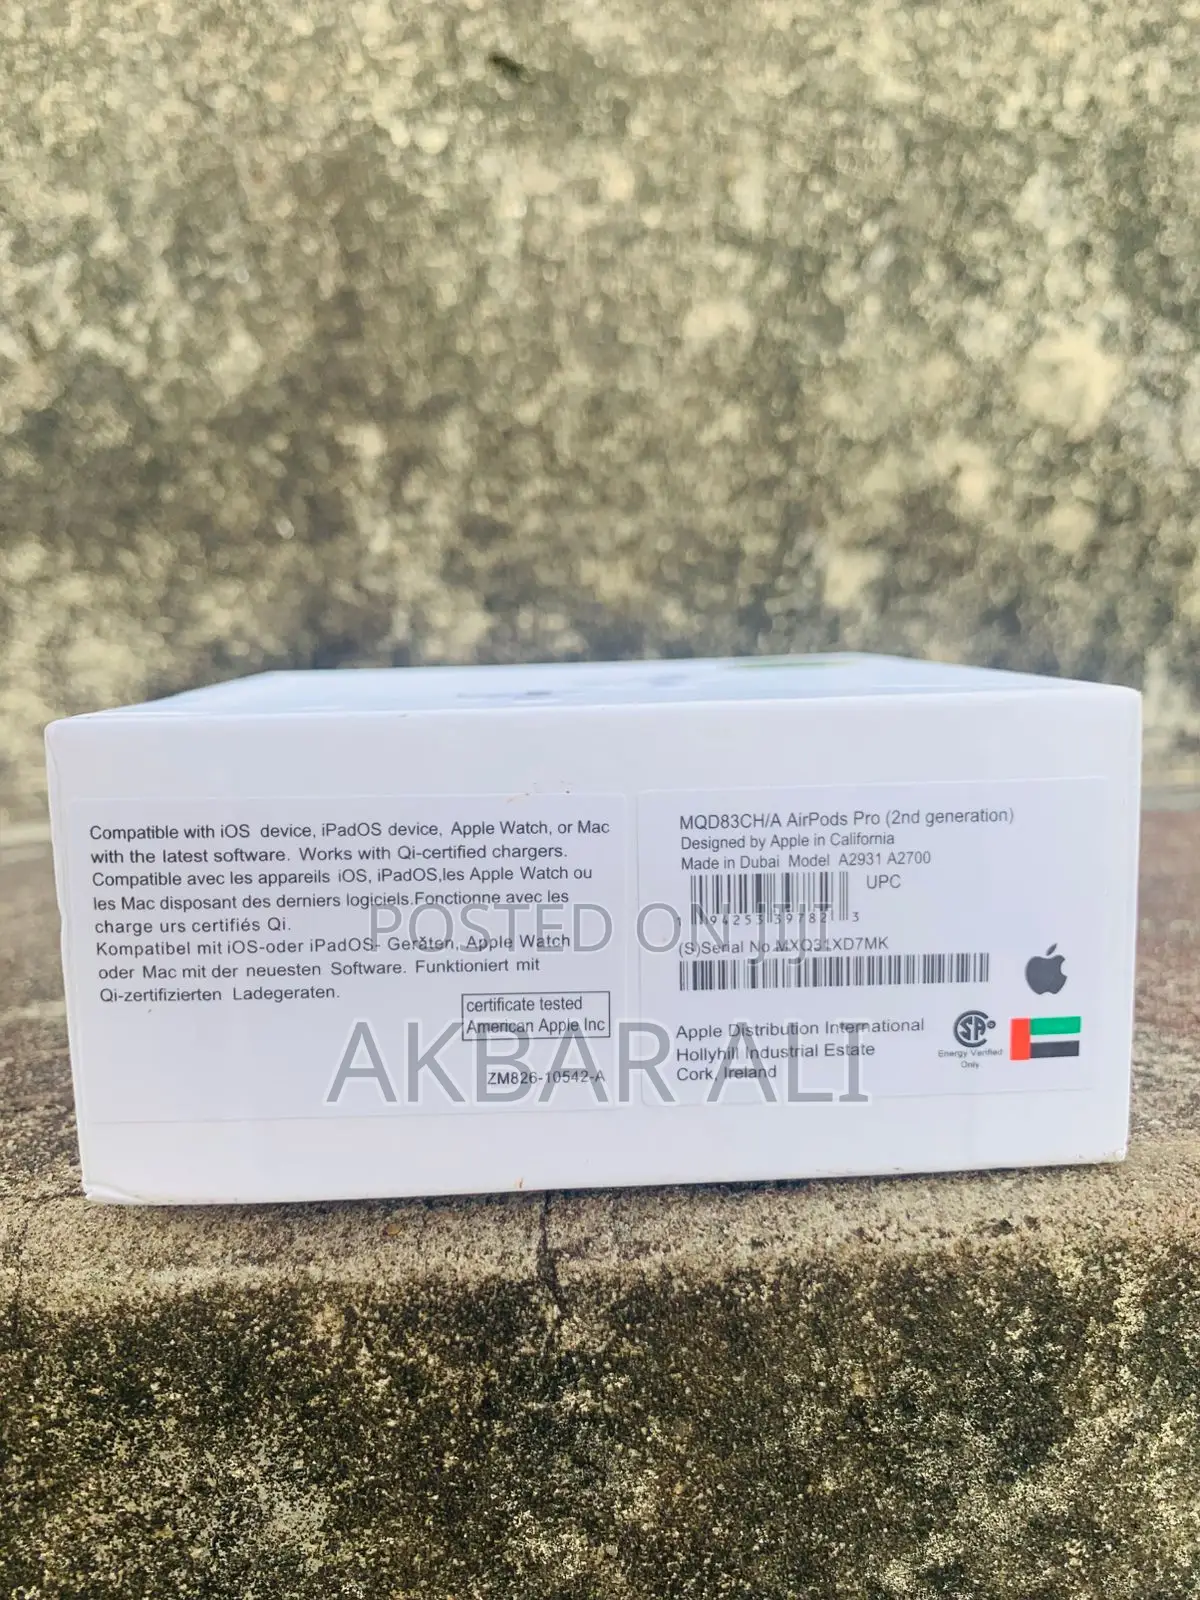 Compatible with iOS device, iPadOS device, Apple Watch, or Mac
with the latest software. Works with Qi-certified chargers.
Compatible avec les appareils iOS, iPadOS,les Apple Watch ou
les Mac disposant des derniers logiciels.Fonctionne avec les
charge urs certifiés Qi.
Kompatibel mit iOS-oder iPadOS- Geräten, Apple Watch
oder Mac mit der neuesten Software. Funktioniert mit
Qi-zertifizierten Ladegeraten.
certificate tested
American Apple Inc
ZM826-10542-A
MQD83CH/A AirPods Pro (2nd generation)
Designed by Apple in California
Made in Dubai Model A2931 A2700
UPC
1 94253 39782 3
(S)Serial No.MXQ31XD7MK
Apple Distribution International
Hollyhill Industrial Estate
Cork, Ireland
Energy Verified
Only
POSTED ON JIJI
AKBAR ALI